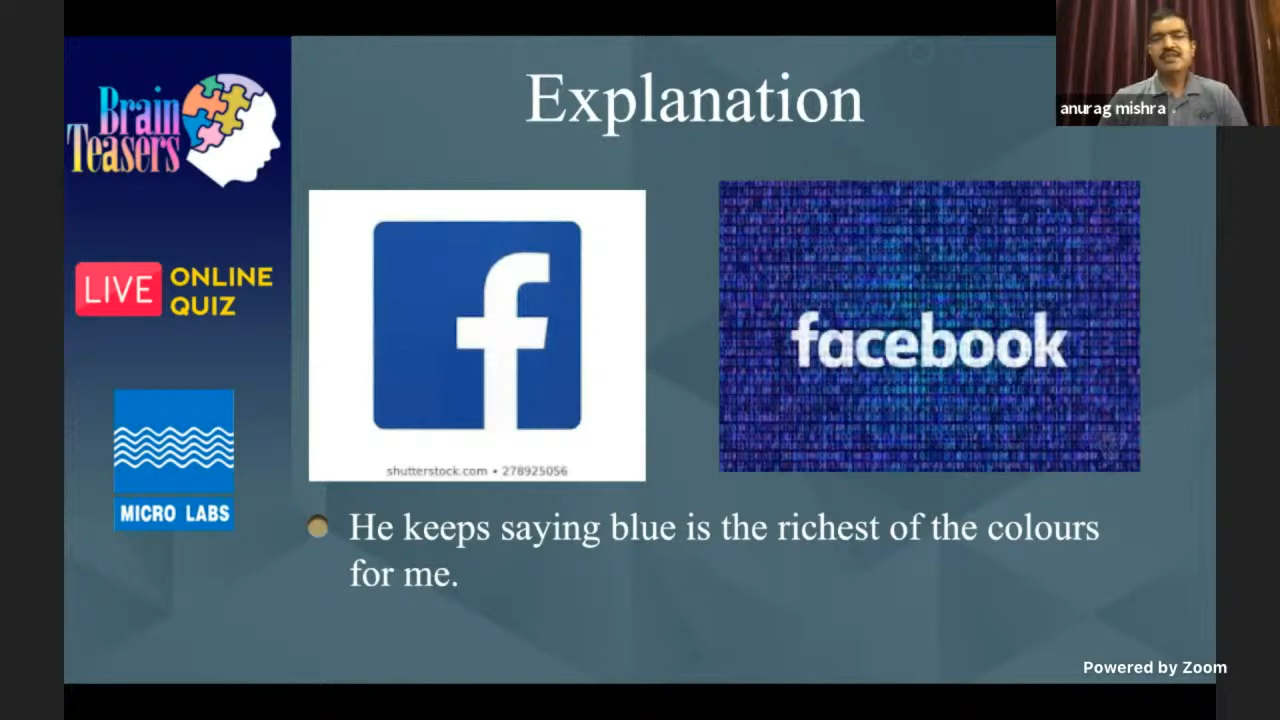 Brain
Teasers
LIVE ONLINE
QUIZ
MICRO LABS
Explanation
f
facebook
shutterstock.com • 278925056
He keeps saying blue is the richest of the colours
for me.
anurag mishra
Powered by Zoom